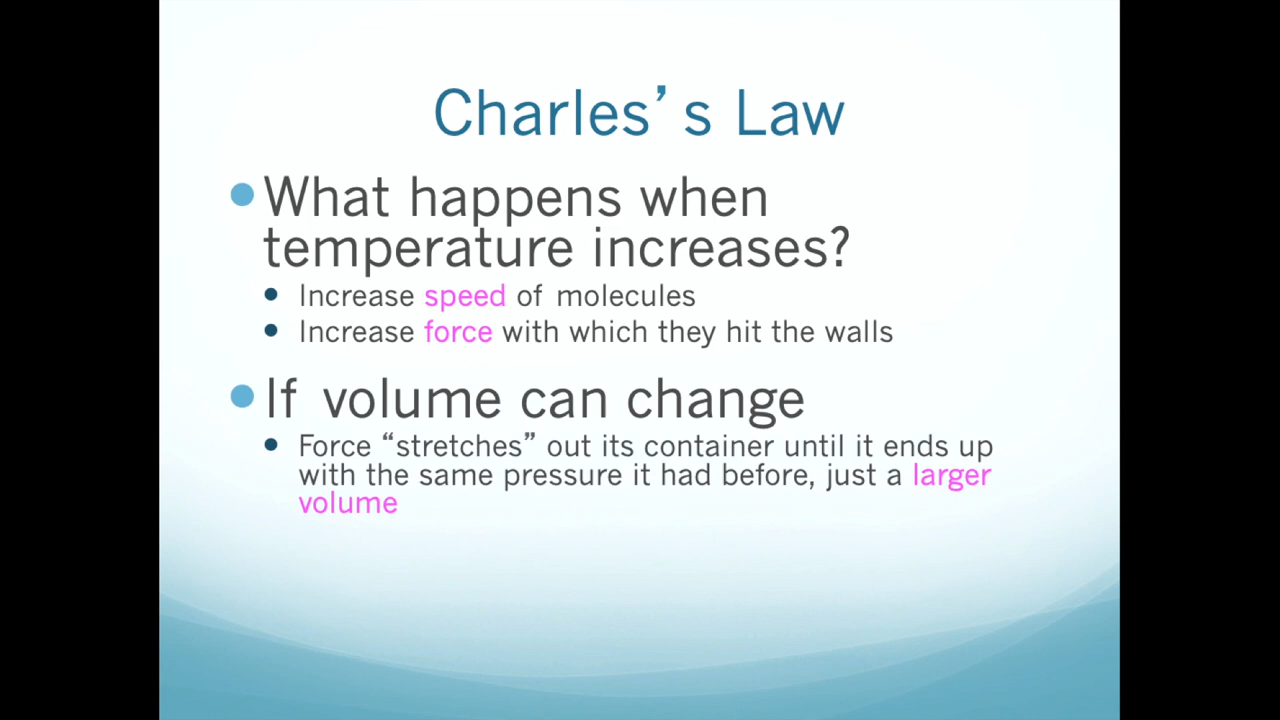 Charles’s Law
• What happens when
temperature increases?
• Increase speed of molecules
• Increase force with which they hit the walls
• If volume can change
• Force “stretches” out its container until it ends up
with the same pressure it had before, just a larger
volume